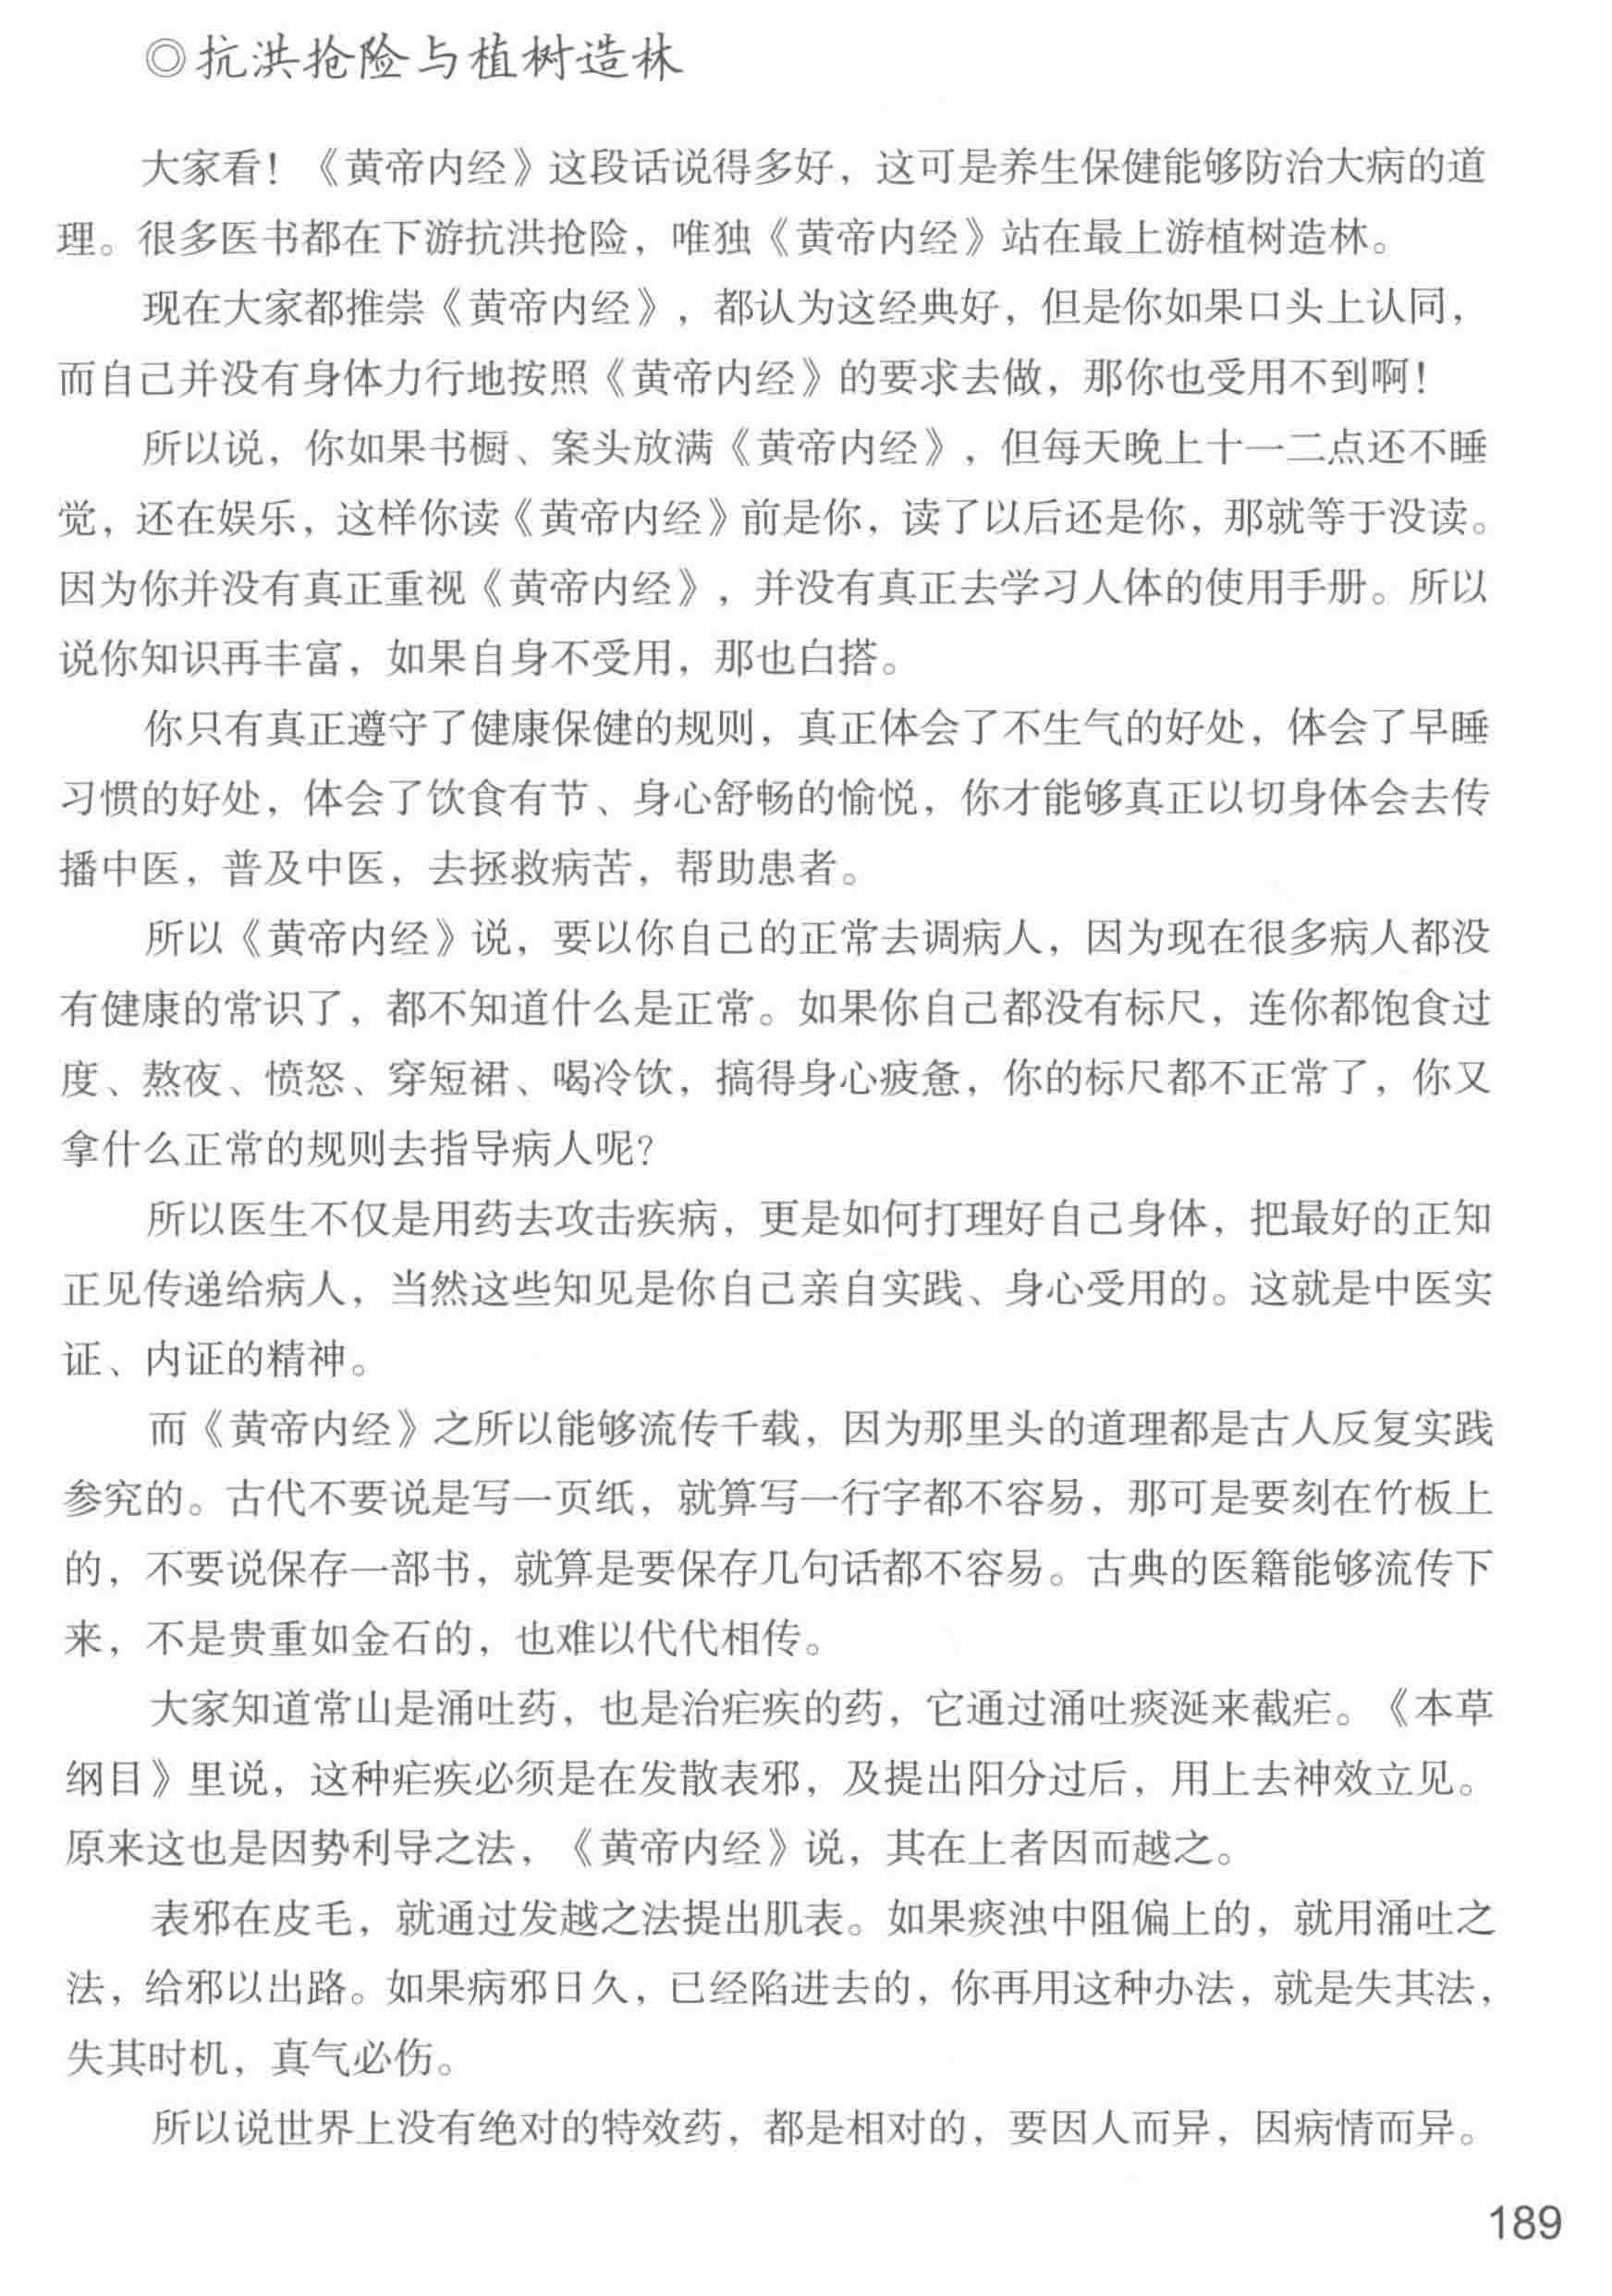 ◎抗洪抢险与植树造林
大家看！《黄帝内经》这段话说得多好，这可是养生保健能够防治大病的道
理。很多医书都在下游抗洪抢险，唯独《黄帝内经》站在最上游植树造林。
现在大家都推崇《黄帝内经》，都认为这经典好，但是你如果口头上认同，
而自己并没有身体力行地按照《黄帝内经》的要求去做，那你也受用不到啊！
所以说，你如果书橱、案头放满《黄帝内经》，但每天晚上十一二点还不睡
觉，还在娱乐，这样你读《黄帝内经》前是你，读了以后还是你，那就等于没读。
因为你并没有真正重视《黄帝内经》，并没有真正去学习人体的使用手册。所以
说你知识再丰富，如果自身不受用，那也白搭。
你只有真正遵守了健康保健的规则，真正体会了不生气的好处，体会了早睡
习惯的好处，体会了饮食有节、身心舒畅的愉悦，你才能够真正以切身体会去传
播中医，普及中医，去拯救病苦，帮助患者。
所以《黄帝内经》说，要以你自己的正常去调病人，因为现在很多病人都没
有健康的常识了，都不知道什么是正常。如果你自己都没有标尺，连你都饱食过
度、熬夜、愤怒、穿短裙、喝冷饮，搞得身心疲惫，你的标尺都不正常了，你又
拿什么正常的规则去指导病人呢？
所以医生不仅是用药去攻击疾病，更是如何打理好自己身体，把最好的正知
正见传递给病人，当然这些知见是你自己亲自实践、身心受用的。这就是中医实
证、内证的精神。
而《黄帝内经》之所以能够流传千载，因为那里头的道理都是古人反复实践
参究的。古代不要说是写一页纸，就算写一行字都不容易，那可是要刻在竹板上
的，不要说保存一部书，就算是要保存几句话都不容易。古典的医籍能够流传下
来，不是贵重如金石的，也难以代代相传。
大家知道常山是涌吐药，也是治疟疾的药，它通过涌吐痰涎来截疟。《本草
纲目》里说，这种疟疾必须是在发散表邪，及提出阳分过后，用上去神效立见。
原来这也是因势利导之法，《黄帝内经》说，其在上者因而越之。
表邪在皮毛，就通过发越之法提出肌表。如果痰浊中阻偏上的，就用涌吐之
法，给邪以出路。如果病邪日久，已经陷进去的，你再用这种办法，就是失其法，
失其时机，真气必伤。
所以说世界上没有绝对的特效药，都是相对的，要因人而异，因病情而异。
189